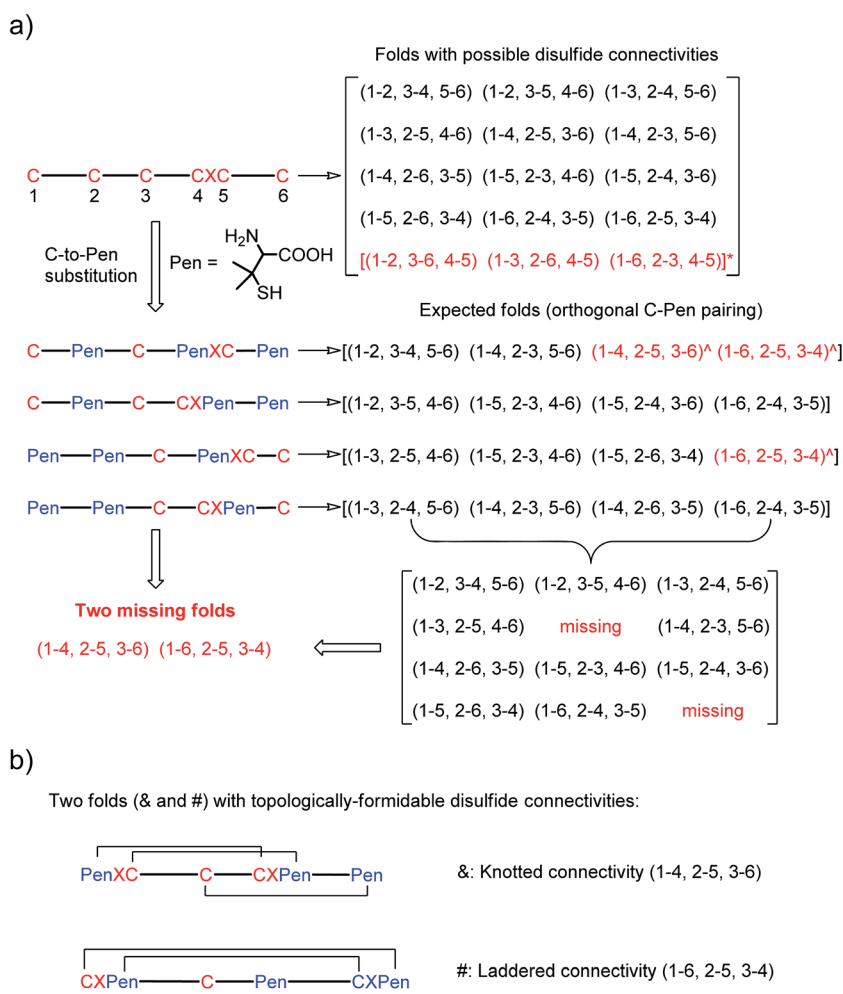 a)
Folds with possible disulfide connectivities
(1-2, 3-4, 5-6) (1-2, 3-5, 4-6) (1-3, 2-4, 5-6)
(1-3, 2-5, 4-6) (1-4, 2-5, 3-6) (1-4, 2-3, 5-6)
C C C CXC C
(1-4, 2-6, 3-5) (1-5, 2-3, 4-6) (1-5, 2-4, 3-6)
1 2 3 4 5 6
(1-5, 2-6, 3-4) (1-6, 2-4, 3-5) (1-6, 2-5, 3-4)
[(1-2, 3-6, 4-5) (1-3, 2-6, 4-5) (1-6, 2-3, 4-5)]*
C-to-Pen
substitution
Pen =
H2N
COOH
SH
Expected folds (orthogonal C-Pen pairing)
C Pen C PenXC Pen [(1-2, 3-4, 5-6) (1-4, 2-3, 5-6) (1-4, 2-5, 3-6)^ (1-6, 2-5, 3-4)^]
C Pen C CXPen Pen [(1-2, 3-5, 4-6) (1-5, 2-3, 4-6) (1-5, 2-4, 3-6) (1-6, 2-4, 3-5)]
Pen Pen C PenXC C [(1-3, 2-5, 4-6) (1-5, 2-3, 4-6) (1-5, 2-6, 3-4) (1-6, 2-5, 3-4)^]
Pen Pen C CXPen C [(1-3, 2-4, 5-6) (1-4, 2-3, 5-6) (1-4, 2-6, 3-5) (1-6, 2-4, 3-5)]
(1-2, 3-4, 5-6) (1-2, 3-5, 4-6) (1-3, 2-4, 5-6)
(1-3, 2-5, 4-6) missing (1-4, 2-3, 5-6)
(1-4, 2-6, 3-5) (1-5, 2-3, 4-6) (1-5, 2-4, 3-6)
(1-5, 2-6, 3-4) (1-6, 2-4, 3-5) missing
Two missing folds
(1-4, 2-5, 3-6) (1-6, 2-5, 3-4)
b)
Two folds (& and #) with topologically-formidable disulfide connectivities:
PenXC C CXPen Pen &: Knotted connectivity (1-4, 2-5, 3-6)
CXPen C Pen CXPen #: Laddered connectivity (1-6, 2-5, 3-4)